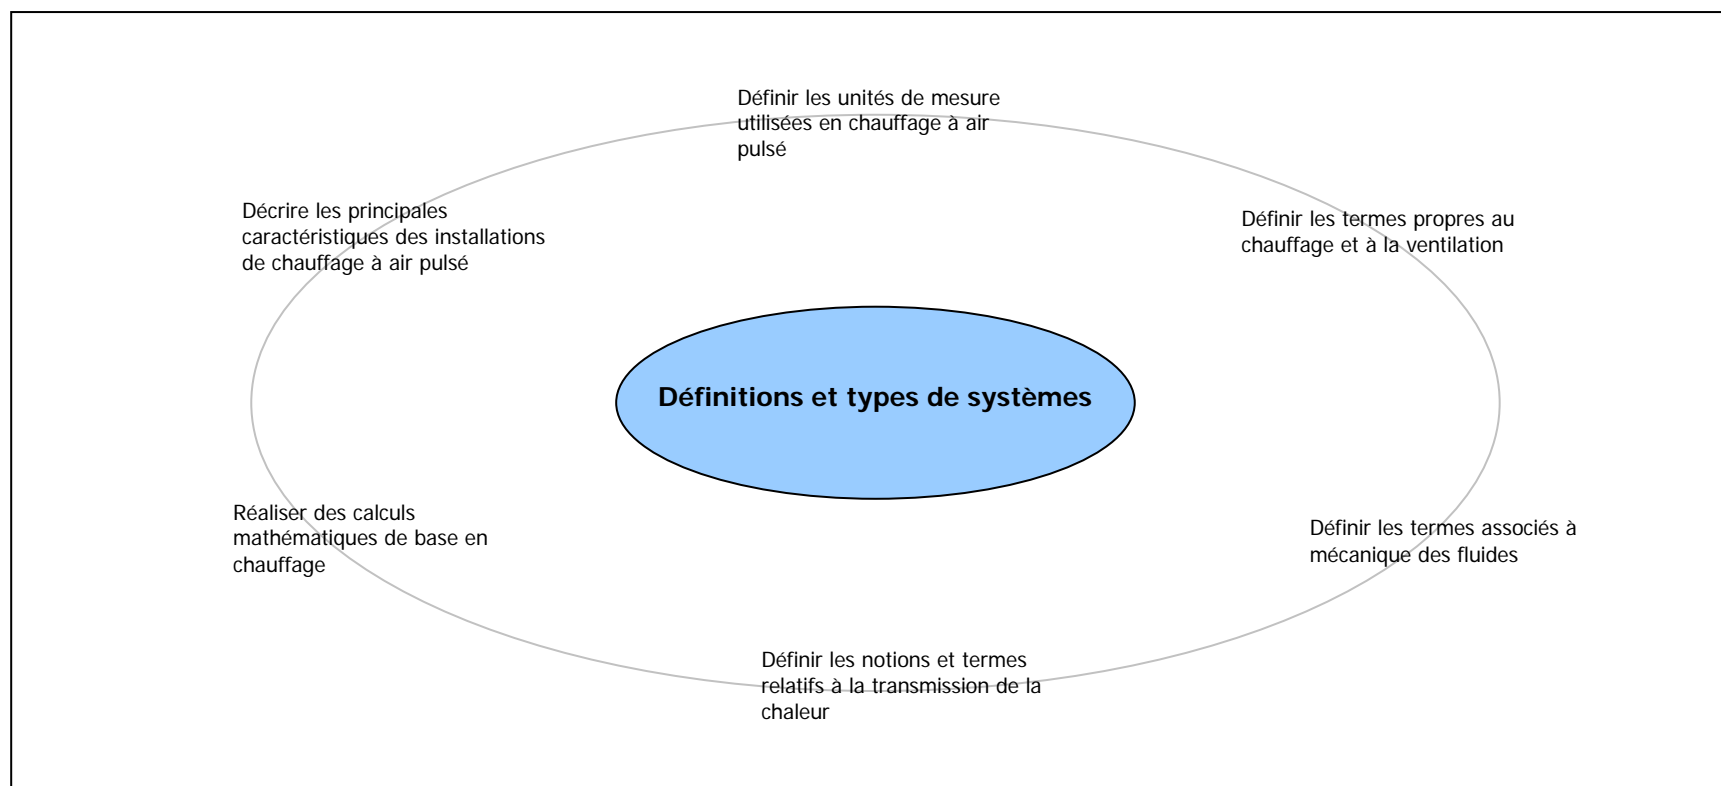 Définir les unités de mesure
utilisées en chauffage à air
pulsé
Décrire les principales
caractéristiques des installations
de chauffage à air pulsé
Définir les termes propres au
chauffage et à la ventilation
Définitions et types de systèmes
Réaliser des calculs
mathématiques de base en
chauffage
Définir les termes associés à
mécanique des fluides
Définir les notions et termes
relatifs à la transmission de la
chaleur